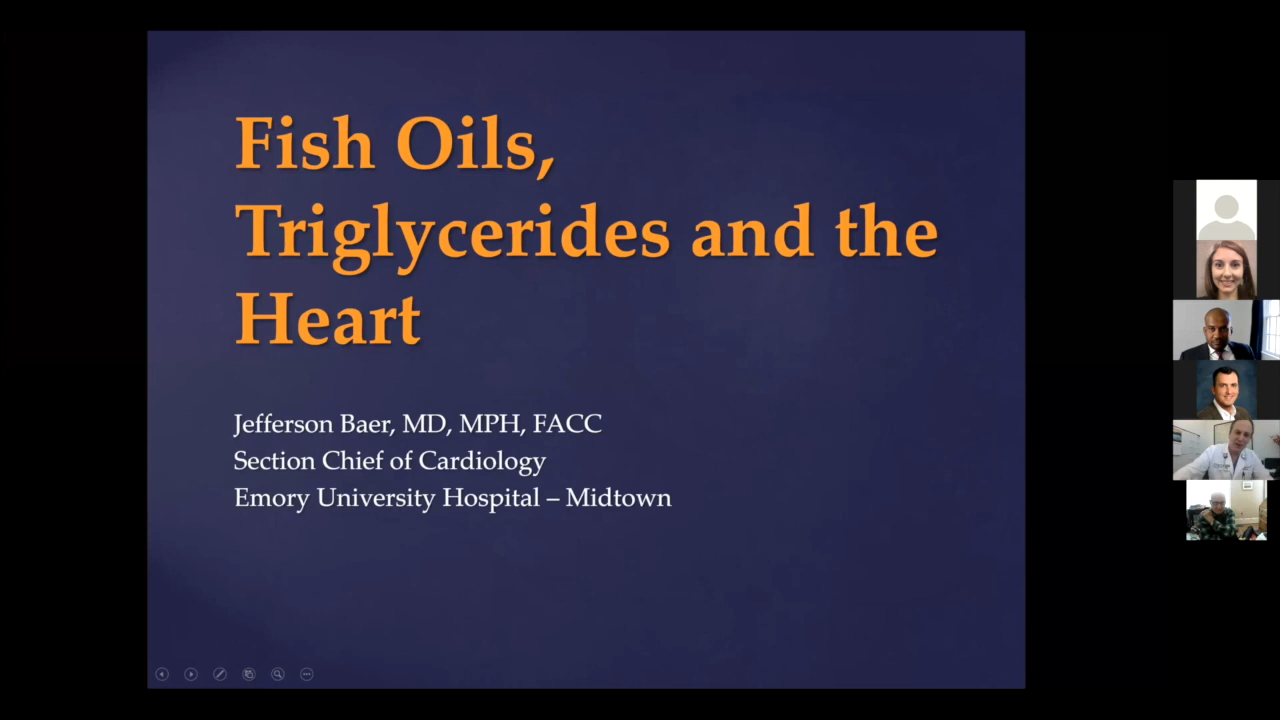 Fish Oils,
Triglycerides and the
Heart
Jefferson Baer, MD, MPH, FACC
Section Chief of Cardiology
Emory University Hospital – Midtown